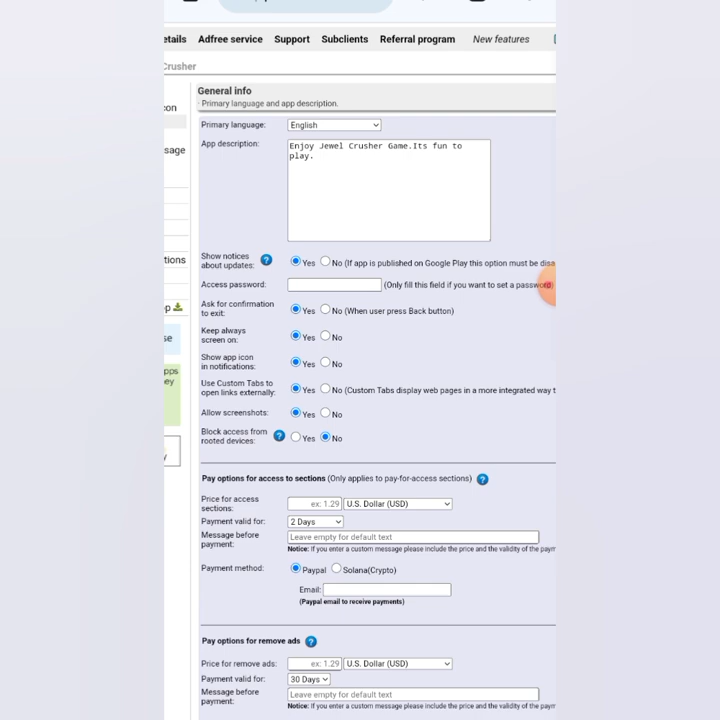 etails Adfree service Support Subclients Referral program New features
Crusher
General info
- Primary language and app description.
con
Primary language: English
App description: Enjoy Jewel Crusher Game.Its fun to
play.
sage
Show notices
about updates: Yes No (If app is published on Google Play this option must be disa
tions
Access password: (Only fill this field if you want to set a password)
Ask for confirmation
to exit: Yes No (When user press Back button)
p
Keep always
screen on: Yes No
se
Show app icon
in notifications: Yes No
pps
ey
Use Custom Tabs to
open links externally: Yes No (Custom Tabs display web pages in a more integrated way t
Allow screenshots: Yes No
Block access from
rooted devices: Yes No
y
Pay options for access to sections (Only applies to pay-for-access sections)
Price for access
sections: ex: 1.29 U.S. Dollar (USD)
Payment valid for: 2 Days
Message before
payment: Leave empty for default text
Notice: If you enter a custom message please include the price and the validity of the paym
Payment method: Paypal Solana(Crypto)
Email:
(Paypal email to receive payments)
Pay options for remove ads
Price for remove ads: ex: 1.29 U.S. Dollar (USD)
Payment valid for: 30 Days
Message before
payment: Leave empty for default text
Notice: If you enter a custom message please include the price and the validity of the paym